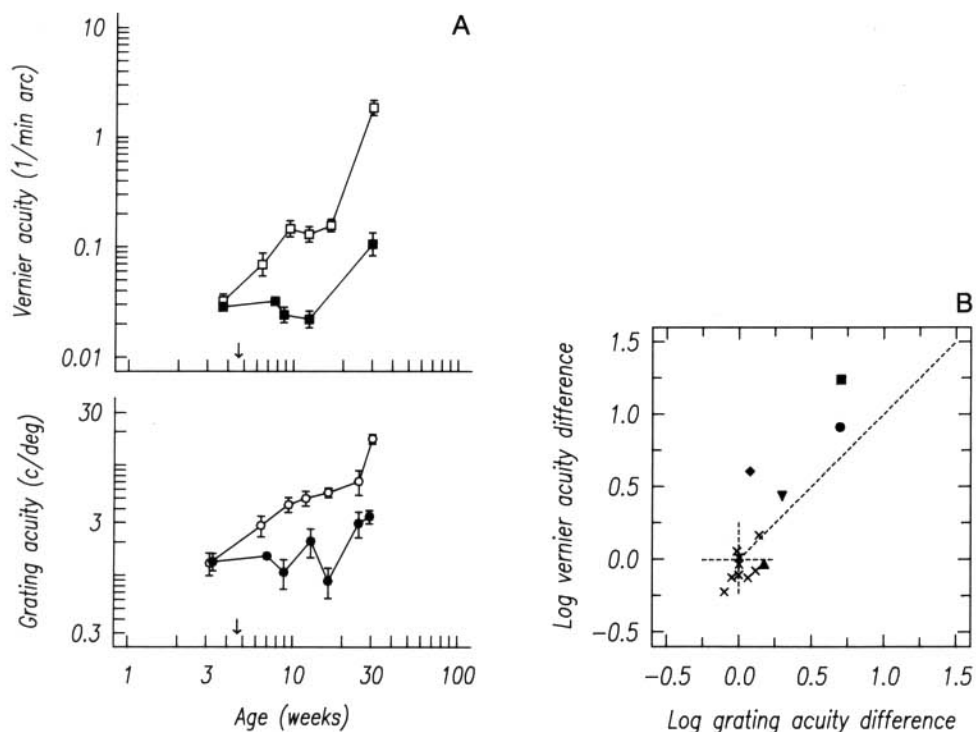 A
10
1
0.1
0.01
Vernier acuity (1/min arc)
30
3
0.3
Grating acuity (c/deg)
1 3 10 30 100
Age (weeks)
B
1.5
1.0
0.5
0.0
−0.5
Log vernier acuity difference
−0.5 0.0 0.5 1.0 1.5
Log grating acuity difference